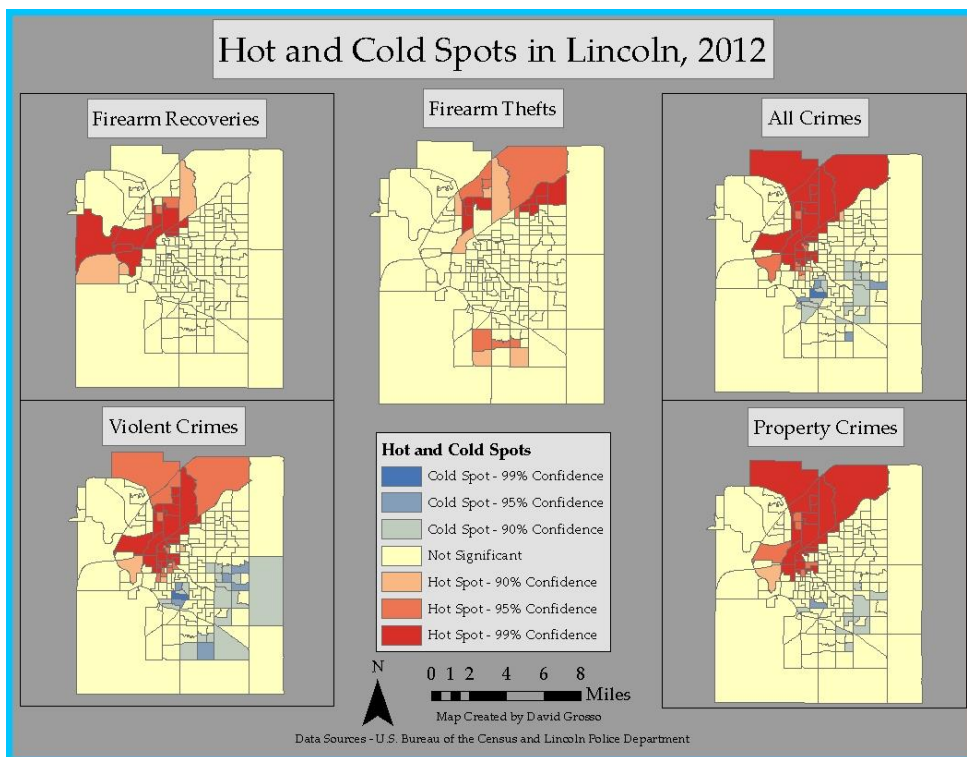 Hot and Cold Spots in Lincoln, 2012
Firearm Recoveries
Firearm Thefts
All Crimes
Violent Crimes
Property Crimes
Hot and Cold Spots
Cold Spot - 99% Confidence
Cold Spot - 95% Confidence
Cold Spot - 90% Confidence
Not Significant
Hot Spot - 90% Confidence
Hot Spot - 95% Confidence
Hot Spot - 99% Confidence
N
0 1 2 4 6 8
Miles
Map Created by David Grosso
Data Sources - U.S. Bureau of the Census and Lincoln Police Department